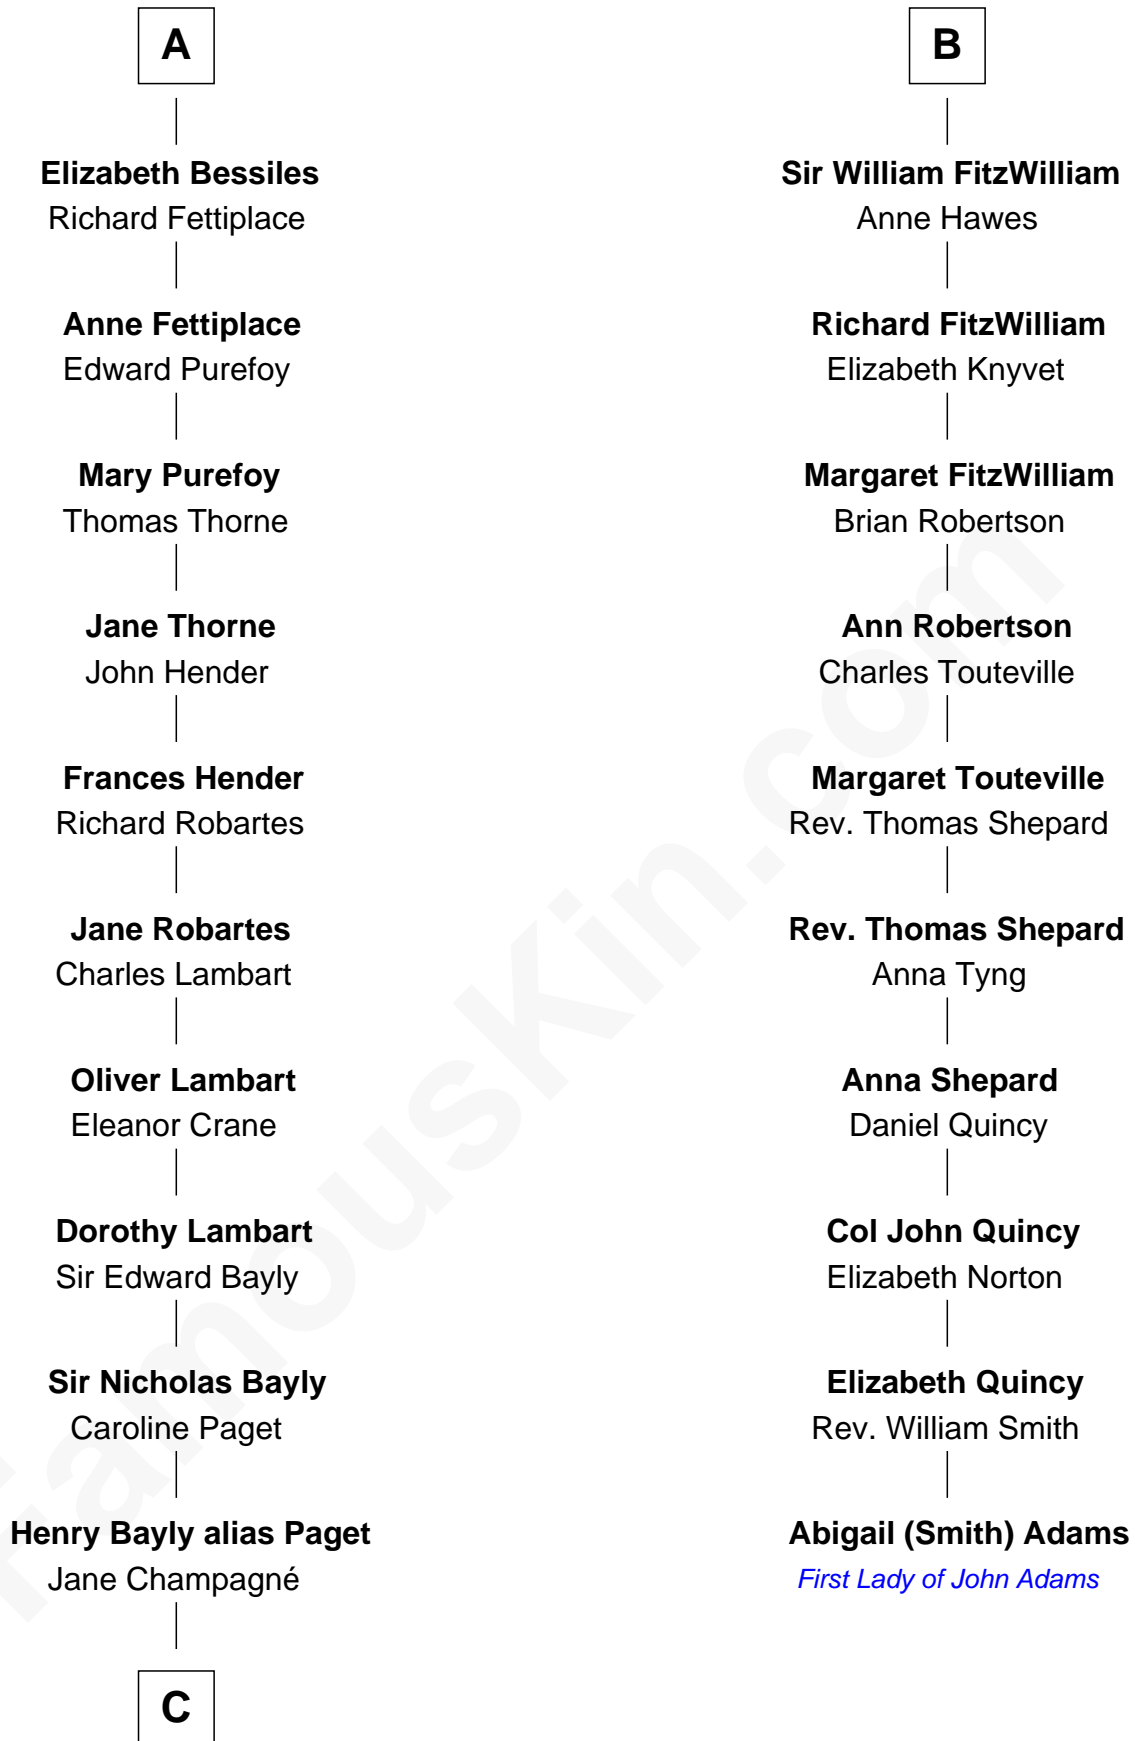 A
Elizabeth Bessiles
Richard Fettiplace
Anne Fettiplace
Edward Purefoy
Mary Purefoy
Thomas Thorne
Jane Thorne
John Hender
Frances Hender
Richard Robartes
Jane Robartes
Charles Lambart
Oliver Lambart
Eleanor Crane
Dorothy Lambart
Sir Edward Bayly
Sir Nicholas Bayly
Caroline Paget
Henry Bayly alias Paget
Jane Champagné
C
B
Sir William FitzWilliam
Anne Hawes
Richard FitzWilliam
Elizabeth Knyvet
Margaret FitzWilliam
Brian Robertson
Ann Robertson
Charles Touteville
Margaret Touteville
Rev. Thomas Shepard
Rev. Thomas Shepard
Anna Tyng
Anna Shepard
Daniel Quincy
Col John Quincy
Elizabeth Norton
Elizabeth Quincy
Rev. William Smith
Abigail (Smith) Adams
First Lady of John Adams
FamousKin.com